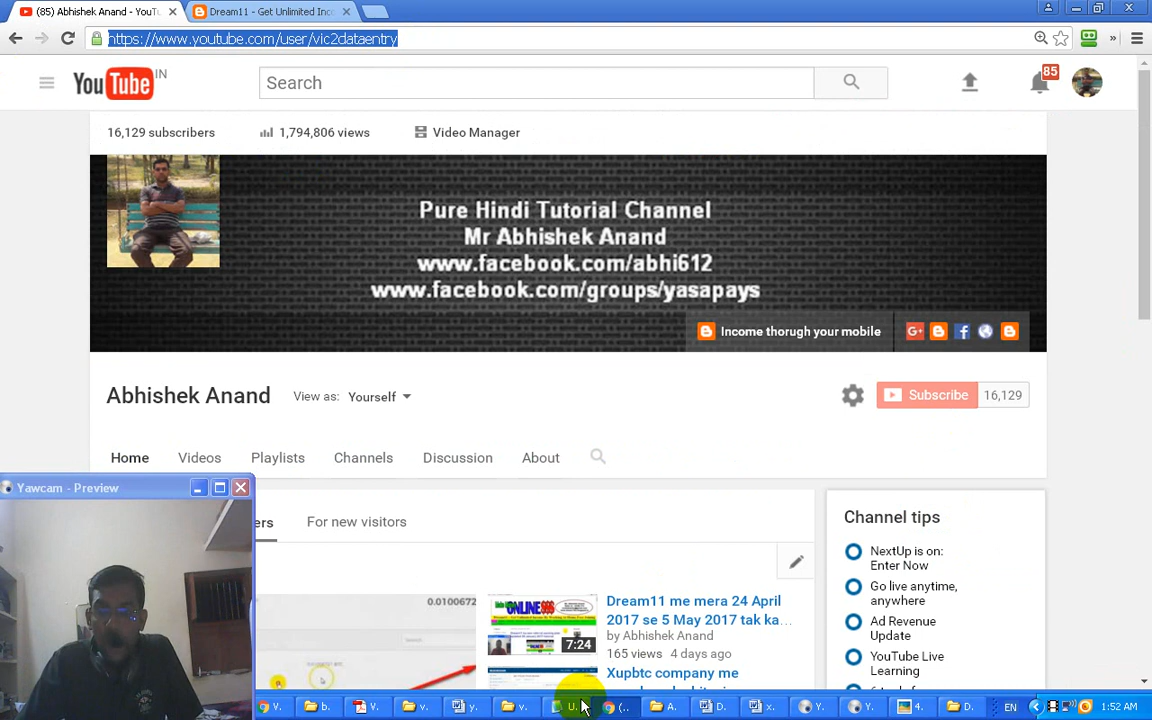 (85) Abhishek Anand - YouTu
Dream11 - Get Unlimited Inc
https://www.youtube.com/user/vic2dataentry
YouTube IN
Search
85
16,129 subscribers
1,794,806 views
Video Manager
Pure Hindi Tutorial Channel
Mr Abhishek Anand
www.facebook.com/abhi612
www.facebook.com/groups/yasapays
Income thorugh your mobile
Abhishek Anand
View as: Yourself
Subscribe 16,129
Home
Videos
Playlists
Channels
Discussion
About
Yawcam - Preview
ers
For new visitors
Channel tips
NextUp is on:
Enter Now
Go live anytime,
anywhere
Ad Revenue
Update
YouTube Live
Learning
0.0100672
ONLINE
7:24
Dream11 me mera 24 April
2017 se 5 May 2017 tak ka...
by Abhishek Anand
165 views 4 days ago
Xupbtc company me
V.
b.
V.
v.
y.
v.
U.
(..
A.
D.
x.
Y.
Y.
4.
D.
EN
1:52 AM